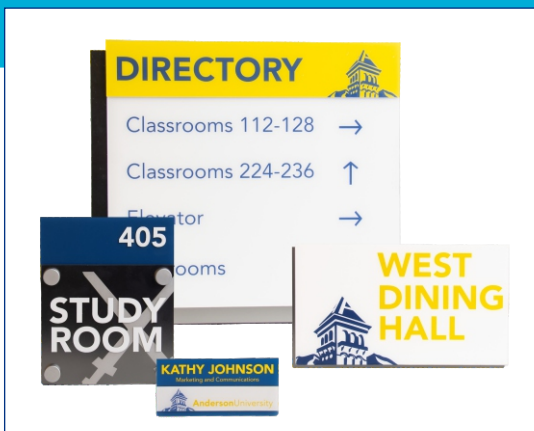 DIRECTORY
Classrooms 112-128 →
Classrooms 224-236 ↑
Elevator →
ooms
405
STUDY
ROOM
WEST
DINING
HALL
KATHY JOHNSON
Marketing and Communications
AndersonUniversity